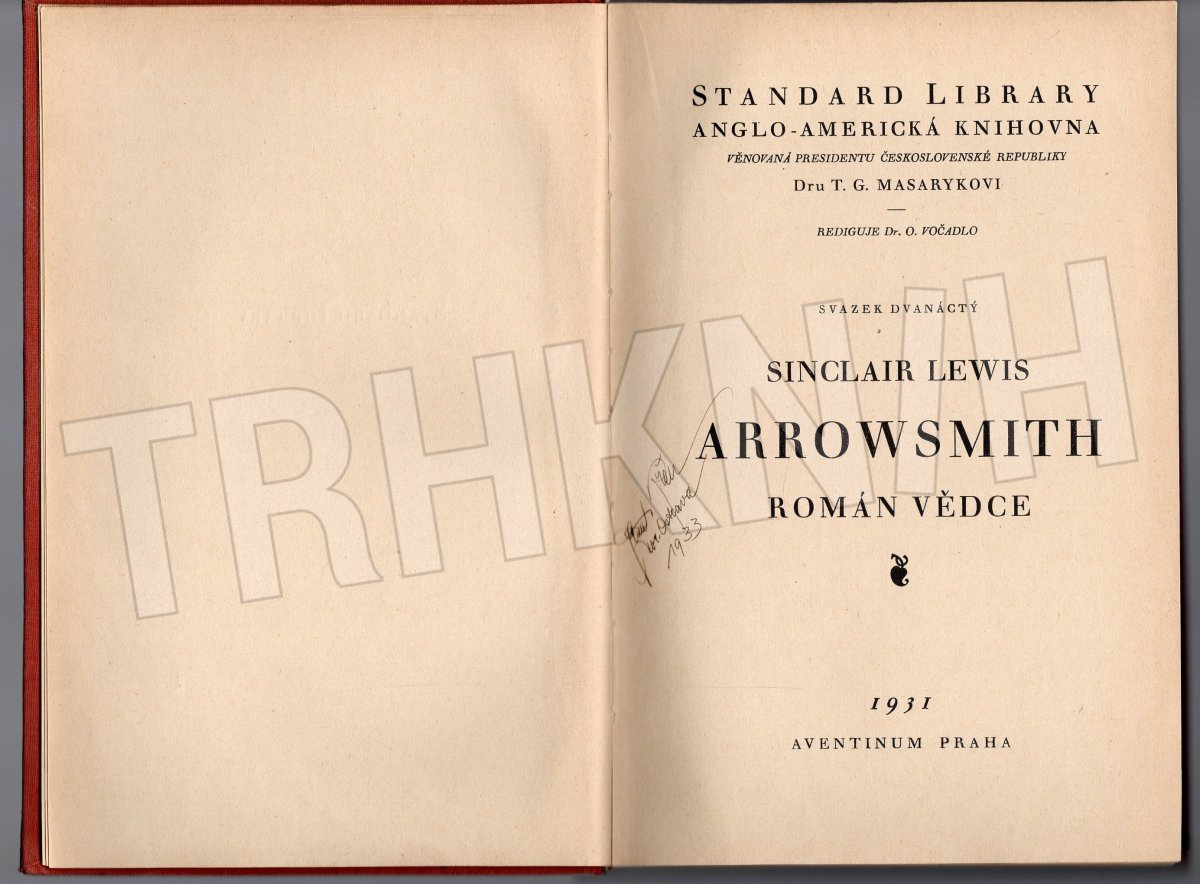 STANDARD LIBRARY
ANGLO-AMERICKÁ KNIHOVNA
VĚNOVANÁ PRESIDENTU ČESKOSLOVENSKÉ REPUBLIKY
Dru T. G. MASARYKOVI
REDIGUJE Dr. O. VOČADLO
SVAZEK DVANÁCTÝ
SINCLAIR LEWIS
ARROWSMITH
ROMÁN VĚDCE
Ostrava
1933
1931
AVENTINUM PRAHA
TRHKNIH